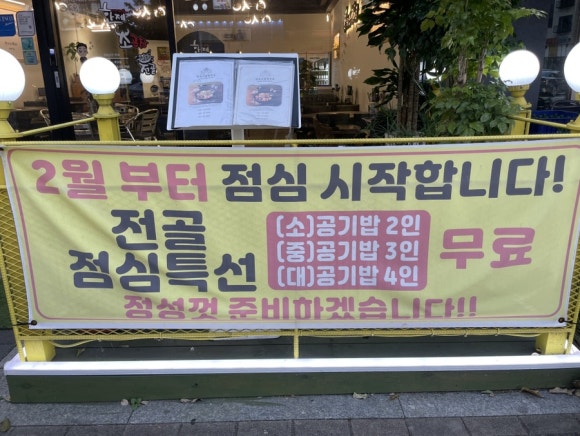 2월 부터 점심 시작합니다!
전골
점심특선
(소)공기밥 2인
(중)공기밥 3인
(대)공기밥 4인
무료
정성껏 준비하겠습니다!!